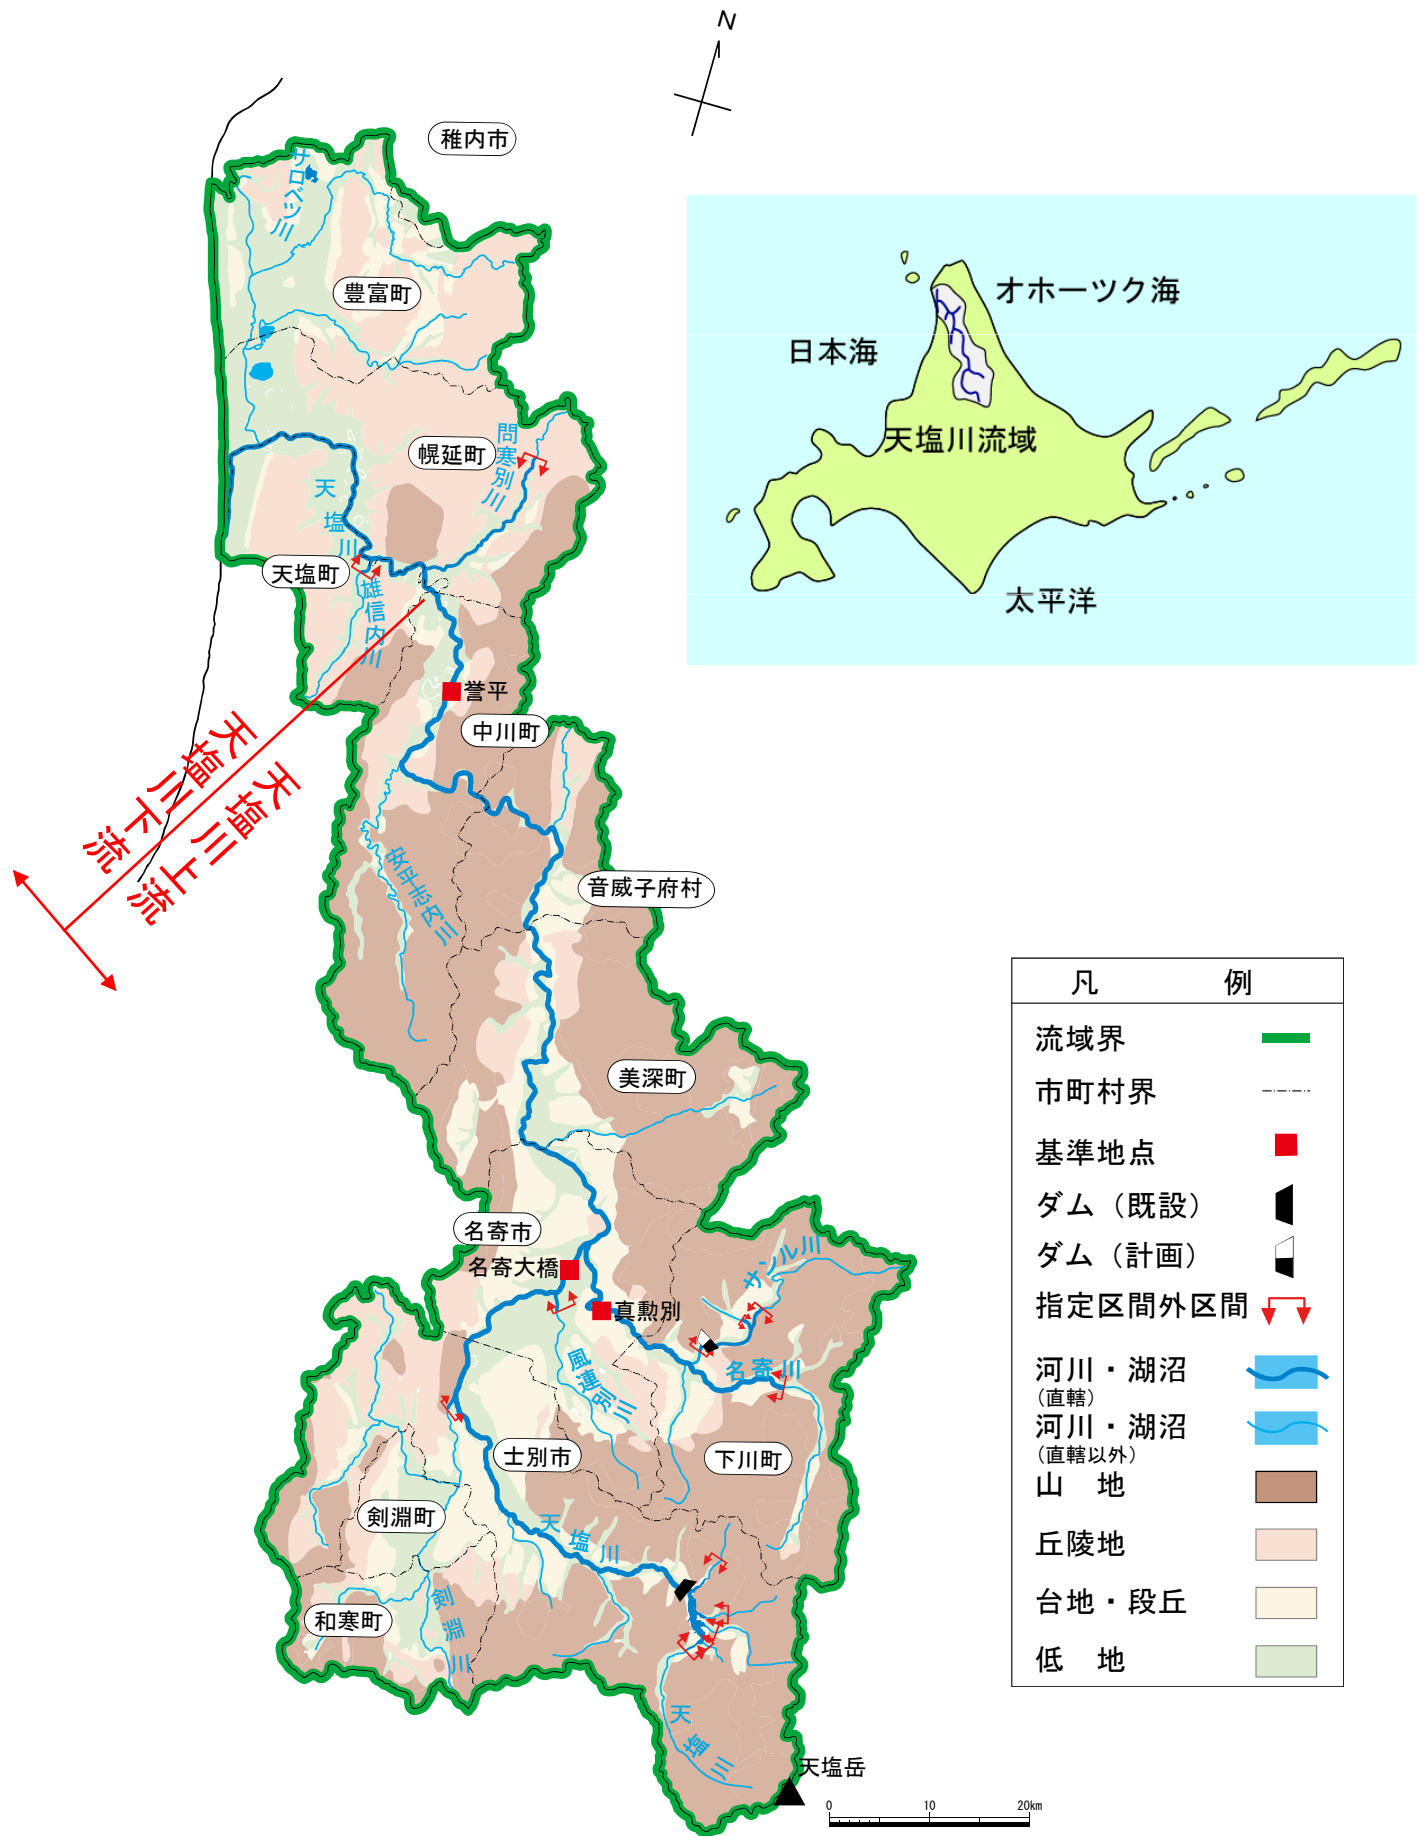 N
稚内市
サロベツ川
豊富町
オホーツク海
日本海
天塩川流域
太平洋
問寒別川
幌延町
天塩川
天塩町
雄信内川
誉平
中川町
天塩川下流
天塩川上流
安平志内川
音威子府村
美深町
名寄市
名寄大橋
真勲別
サンル川
名寄川
風連別川
士別市
下川町
剣淵町
天塩川
和寒町
剣淵川
天塩川
天塩岳
0 10 20km
凡 例
流域界
市町村界
基準地点
ダム（既設）
ダム（計画）
指定区間外区間
河川・湖沼
(直轄)
河川・湖沼
(直轄以外)
山 地
丘陵地
台地・段丘
低 地